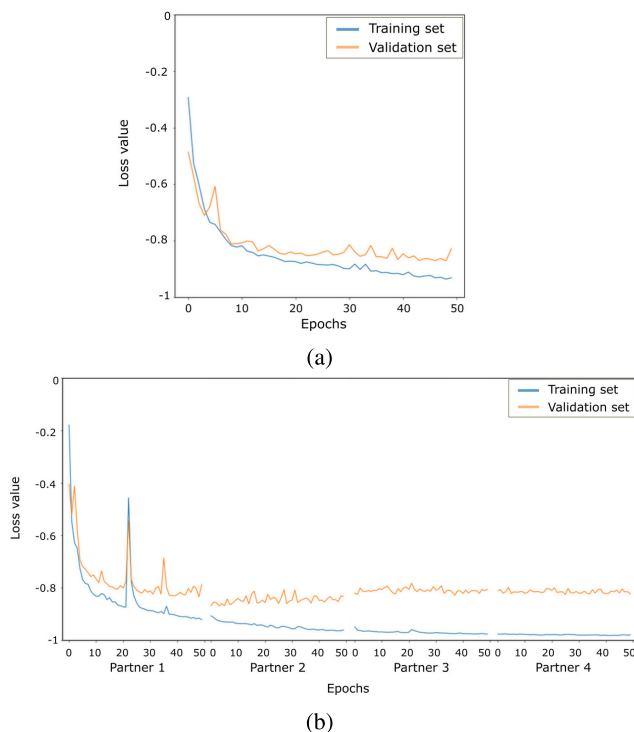 0
-0.2
-0.4
-0.6
-0.8
-1
Loss value
Training set
Validation set
0 10 20 30 40 50
Epochs
(a)
0
-0.2
-0.4
-0.6
-0.8
-1
Loss value
Training set
Validation set
0 10 20 30 40 50 0 10 20 30 40 50 0 10 20 30 40 50 0 10 20 30 40 50
Partner 1 Partner 2 Partner 3 Partner 4
Epochs
(b)